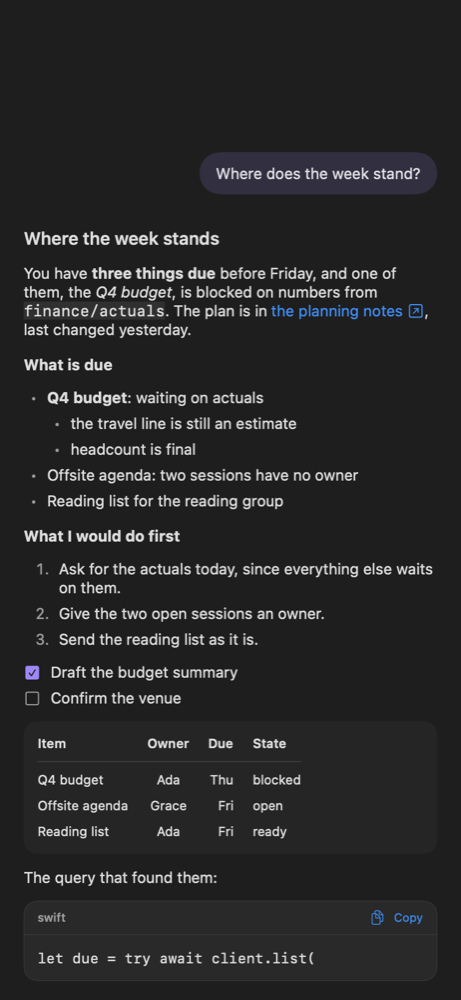 Where does the week stand?
Where the week stands
You have three things due before Friday, and one of
them, the Q4 budget, is blocked on numbers from
finance/actuals. The plan is in the planning notes,
last changed yesterday.
What is due
• Q4 budget: waiting on actuals
• the travel line is still an estimate
• headcount is final
• Offsite agenda: two sessions have no owner
• Reading list for the reading group
What I would do first
1. Ask for the actuals today, since everything else waits
on them.
2. Give the two open sessions an owner.
3. Send the reading list as it is.
Draft the budget summary
Confirm the venue
Item Owner Due State
Q4 budget Ada Thu blocked
Offsite agenda Grace Fri open
Reading list Ada Fri ready
The query that found them:
swift Copy
let due = try await client.list(